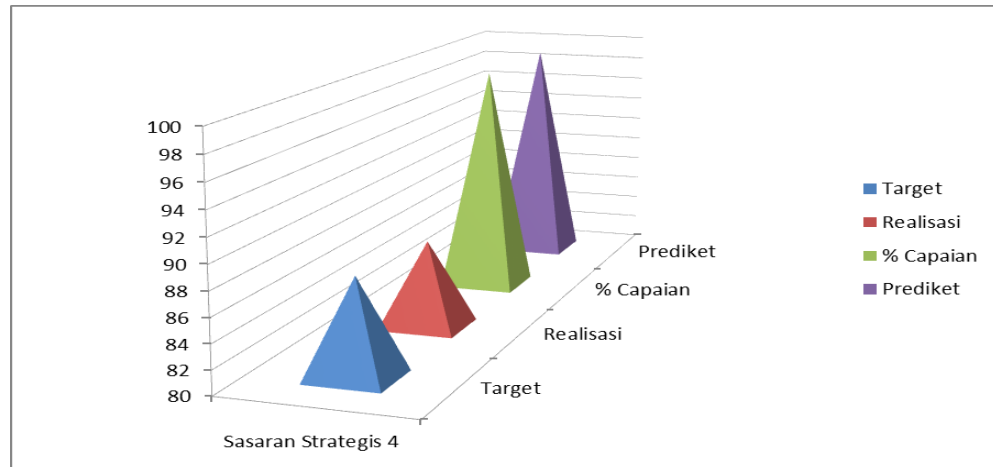 100
98
96
94
92
90
88
86
84
82
80
Prediket
% Capaian
Realisasi
Target
Sasaran Strategis 4
Target
Realisasi
% Capaian
Prediket